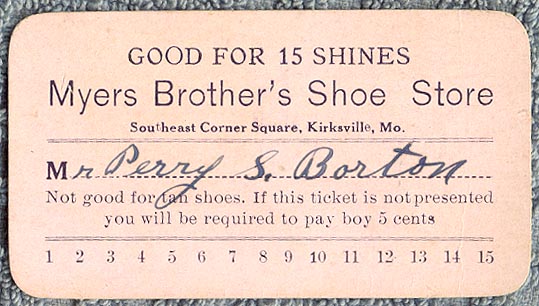 GOOD FOR 15 SHINES
Myers Brother's Shoe Store
Southeast Corner Square, Kirksville, Mo.
Mr Perry S. Borton
Not good for tan shoes. If this ticket is not presented
you will be required to pay boy 5 cents
1 2 3 4 5 6 7 8 9 10 11 12 13 14 15